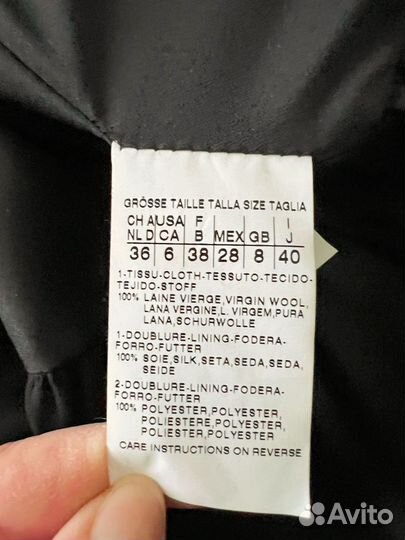 GRÖSSE TAILLE TALLA SIZE TAGLIA
CH AUSA F I
NL D CA B MEX GB J
36 6 38 28 8 40
1-TISSU-CLOTH-TESSUTO-TECIDO-
TEJIDO-STOFF
100% LAINE VIERGE,VIRGIN WOOL,
LANA VERGINE,L.VIRGEM,PURA
LANA,SCHURWOLLE
1-DOUBLURE-LINING-FODERA-
FORRO-FUTTER
100% SOIE,SILK,SETA,SEDA,SEDA,
SEIDE
2-DOUBLURE-LINING-FODERA-
FORRO-FUTTER
100% POLYESTER,POLYESTER,
POLIESTERE,POLIESTER,
POLIESTER,POLYESTER
CARE INSTRUCTIONS ON REVERSE
Avito